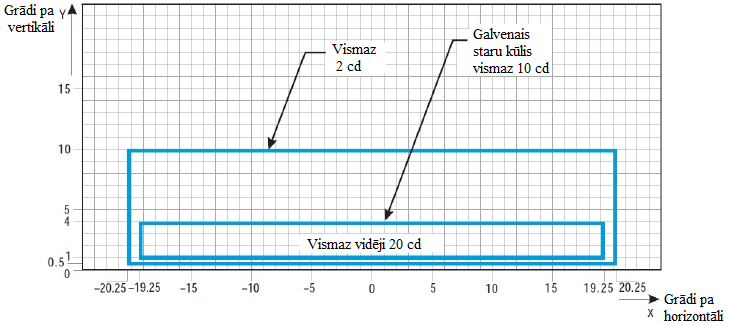 Grādi pa
vertikāli
Y
Vismaz
2 cd
Galvenais
staru kūlis
vismaz 10 cd
15
10
5
4
Vismaz vidēji 20 cd
1
0.5
0
−20.25 −19.25 −15 −10 −5 0 5 10 15 19.25 20.25
X
Grādi pa
horizontāli